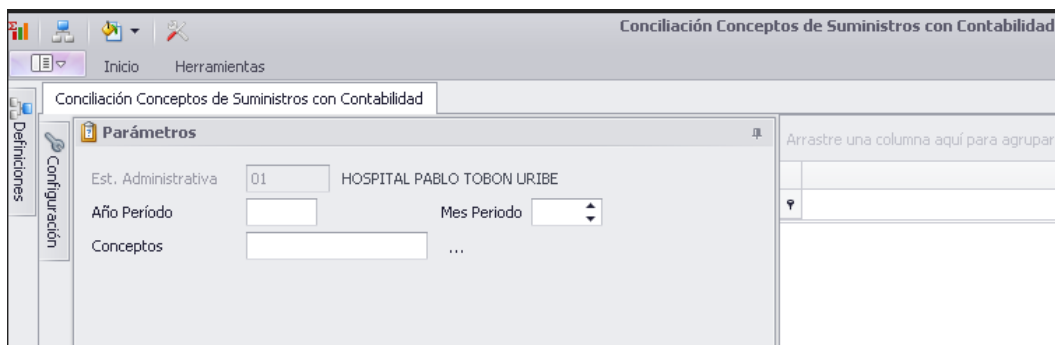 Conciliación Conceptos de Suministros con Contabilidad
Inicio Herramientas
Conciliación Conceptos de Suministros con Contabilidad
Definiciones
Configuración
Parámetros
Arrastre una columna aquí para agrupar
Est. Administrativa 01 HOSPITAL PABLO TOBON URIBE
Año Período Mes Periodo
Conceptos ...